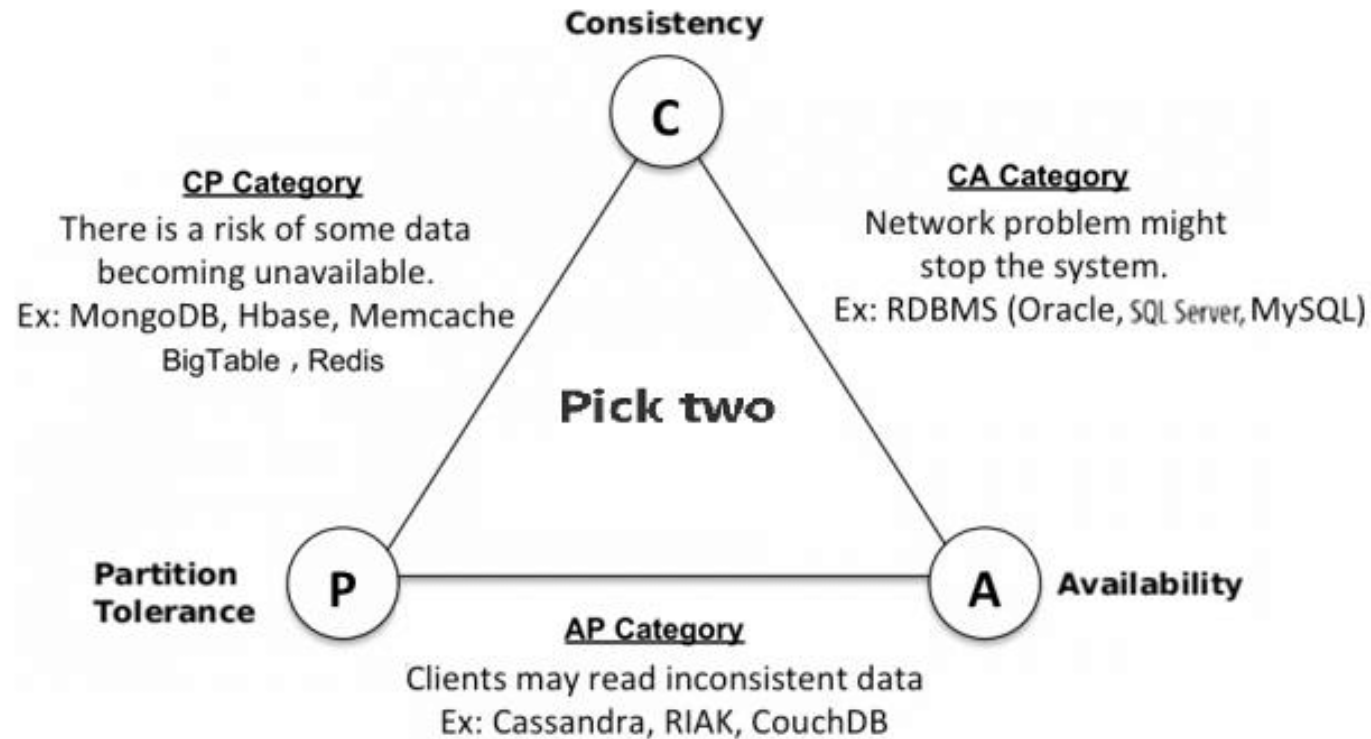 Consistency
C
CP Category
There is a risk of some data
becoming unavailable.
Ex: MongoDB, Hbase, Memcache
BigTable , Redis
CA Category
Network problem might
stop the system.
Ex: RDBMS (Oracle, SQL Server, MySQL)
Pick two
Partition
Tolerance
P
A
Availability
AP Category
Clients may read inconsistent data
Ex: Cassandra, RIAK, CouchDB